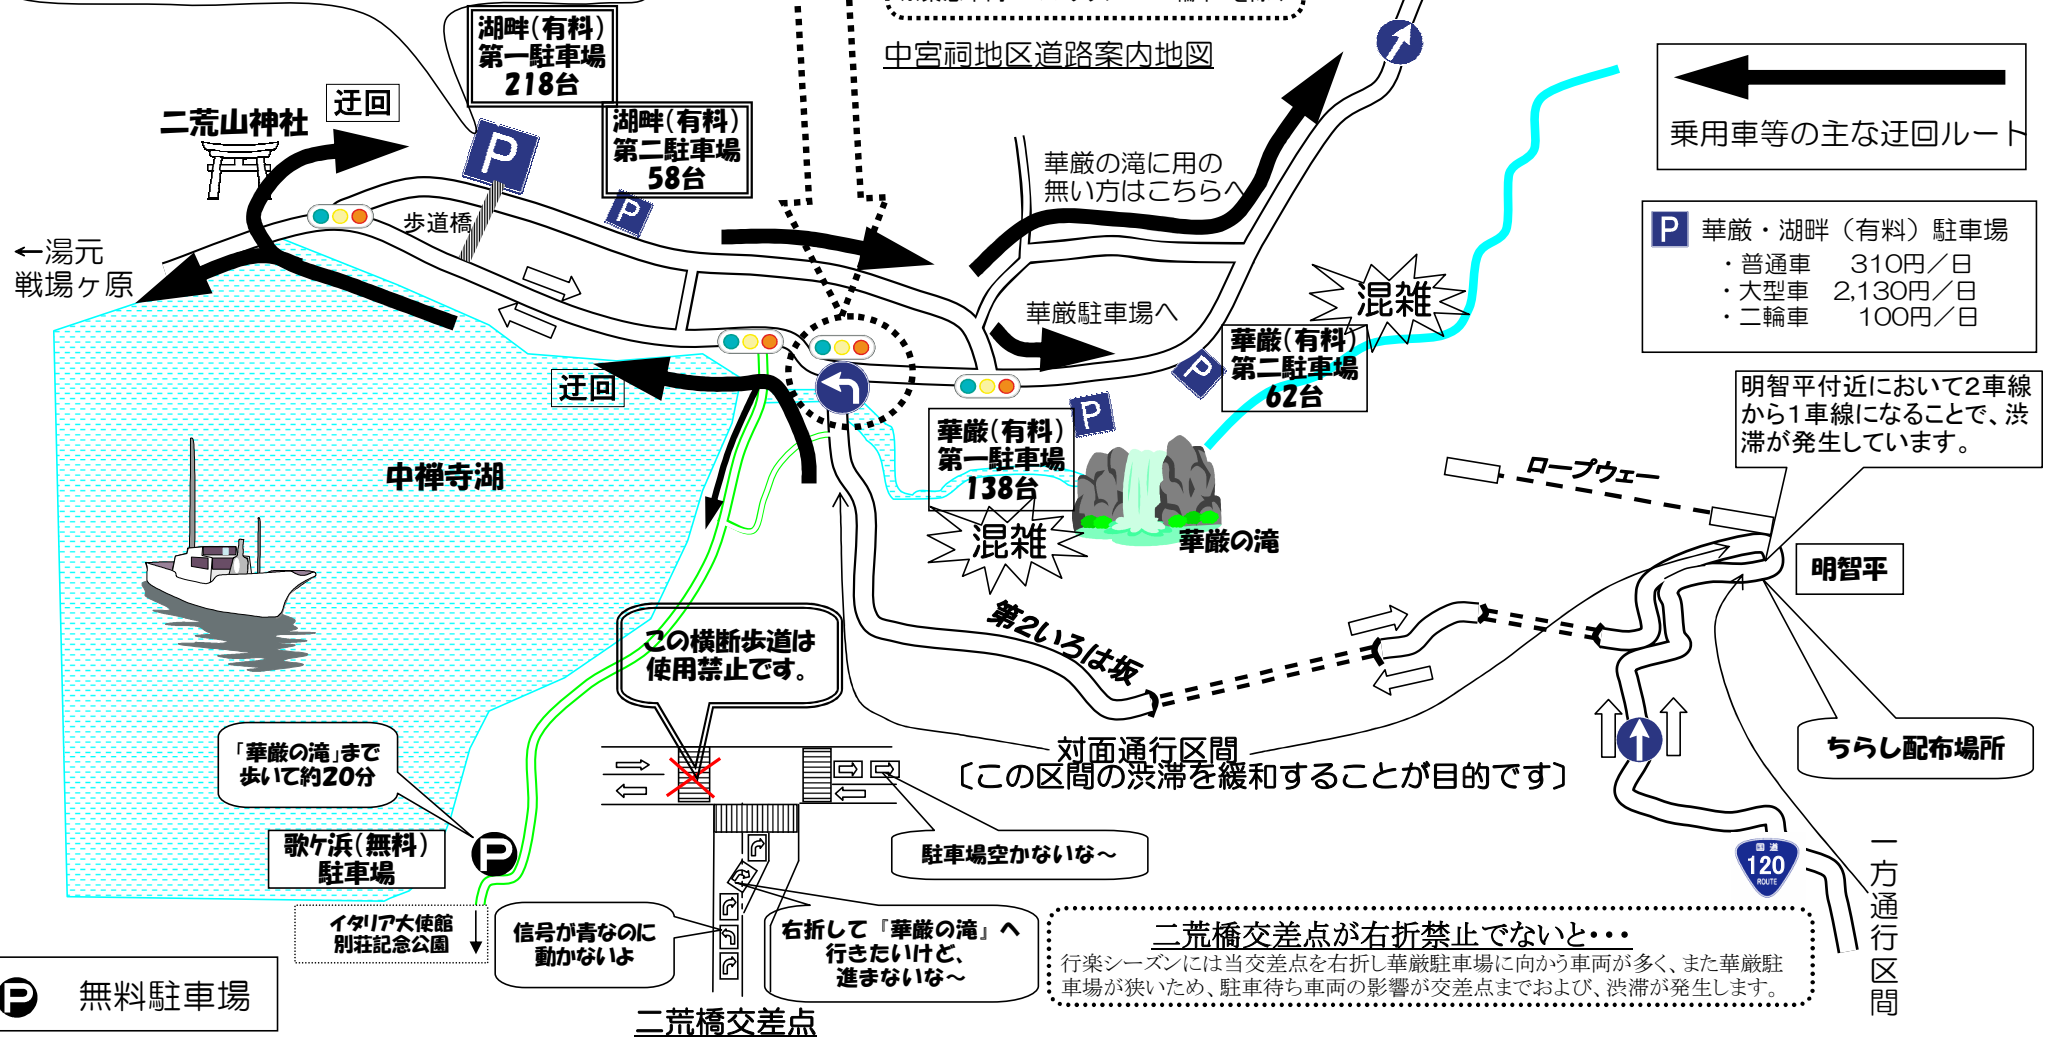 中宮祠地区道路案内地図
湖畔(有料)
第一駐車場
218台
湖畔(有料)
第二駐車場
58台
迂回
二荒山神社
P
P
歩道橋
←湯元
戦場ヶ原
華厳の滝に用の
無い方はこちらへ
華厳駐車場へ
乗用車等の主な迂回ルート
P 華厳・湖畔（有料）駐車場
・普通車 310円／日
・大型車 2,130円／日
・二輪車 100円／日
混雑
華厳(有料)
第二駐車場
62台
P
P
華厳(有料)
第一駐車場
138台
混雑
華厳の滝
迂回
中禅寺湖
明智平付近において2車線
から1車線になることで、渋
滞が発生しています。
ロープウェー
明智平
第2いろは坂
この横断歩道は
使用禁止です。
対面通行区間
〔この区間の渋滞を緩和することが目的です〕
ちらし配布場所
「華厳の滝」まで
歩いて約20分
歌ケ浜(無料)
駐車場
P
イタリア大使館
別荘記念公園
駐車場空かないな～
信号が青なのに
動かないよ
右折して『華厳の滝』へ
行きたいけど、
進まないな～
二荒橋交差点
国道
120
ROUTE
一方通行区間
二荒橋交差点が右折禁止でないと・・・
行楽シーズンには当交差点を右折し華厳駐車場に向かう車両が多く、また華厳駐
車場が狭いため、駐車待ち車両の影響が交差点までおよび、渋滞が発生します。
P 無料駐車場